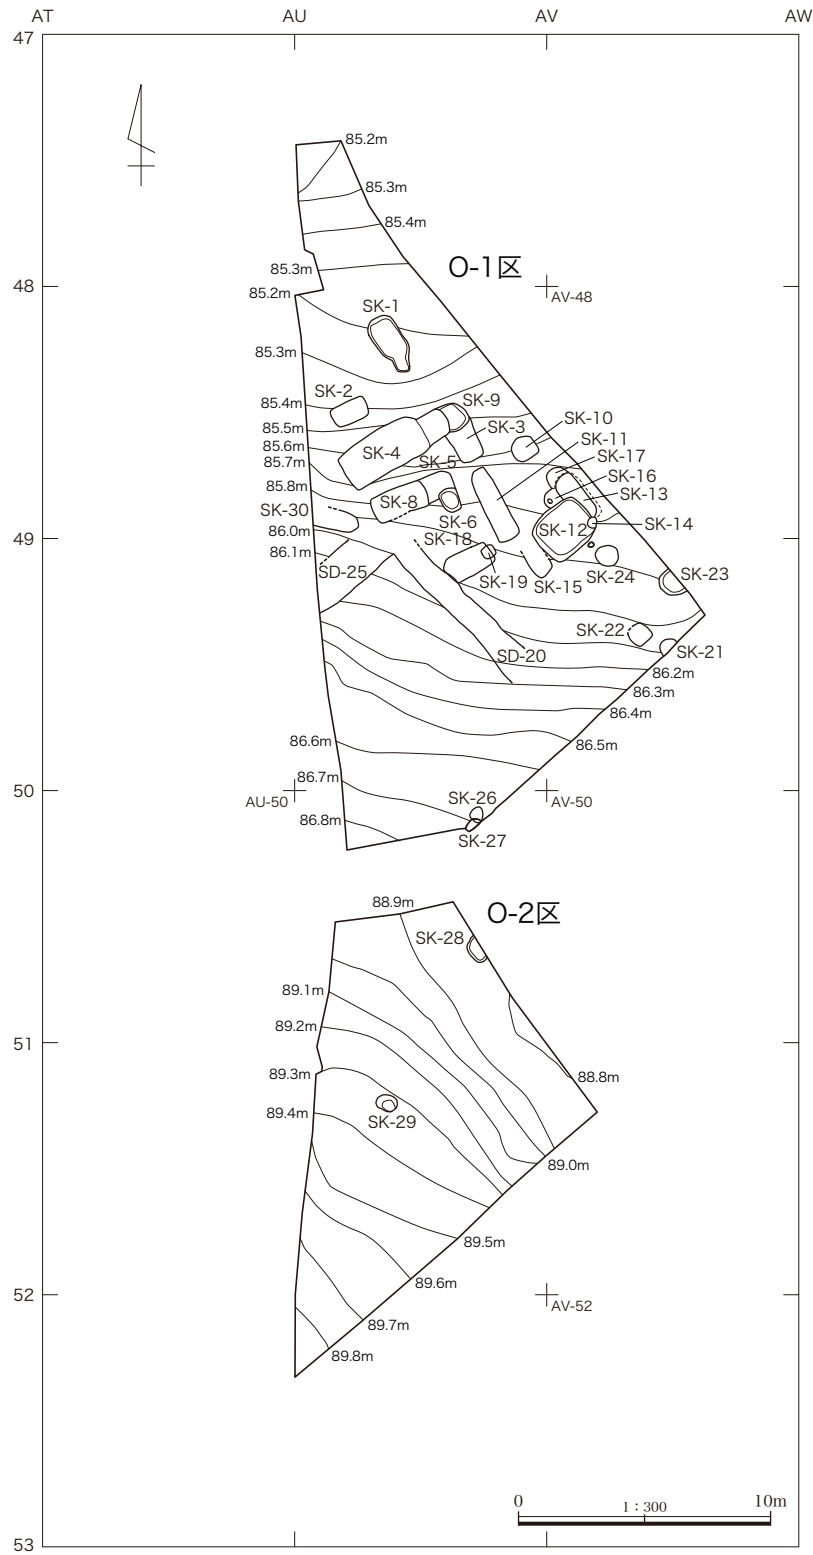 AT
AU
AV
AW
47
85.2m
85.3m
85.4m
O-1区
85.3m
48
85.2m
AV-48
SK-1
85.3m
SK-2
SK-9
85.4m
SK-10
85.5m
SK-3
SK-11
85.6m
SK-4
SK-17
85.7m
SK-5
SK-16
85.8m
SK-8
SK-13
SK-30
SK-6
SK-14
86.0m
SK-12
49
SK-18
86.1m
SD-25
SK-19
SK-15
SK-24
SK-23
SK-22
SD-20
SK-21
86.2m
86.3m
86.4m
86.6m
86.5m
86.7m
50
AU-50
SK-26
AV-50
86.8m
SK-27
88.9m
O-2区
SK-28
89.1m
89.2m
51
89.3m
88.8m
89.4m
SK-29
89.0m
89.5m
89.6m
52
AV-52
89.7m
89.8m
0
1：300
10m
53